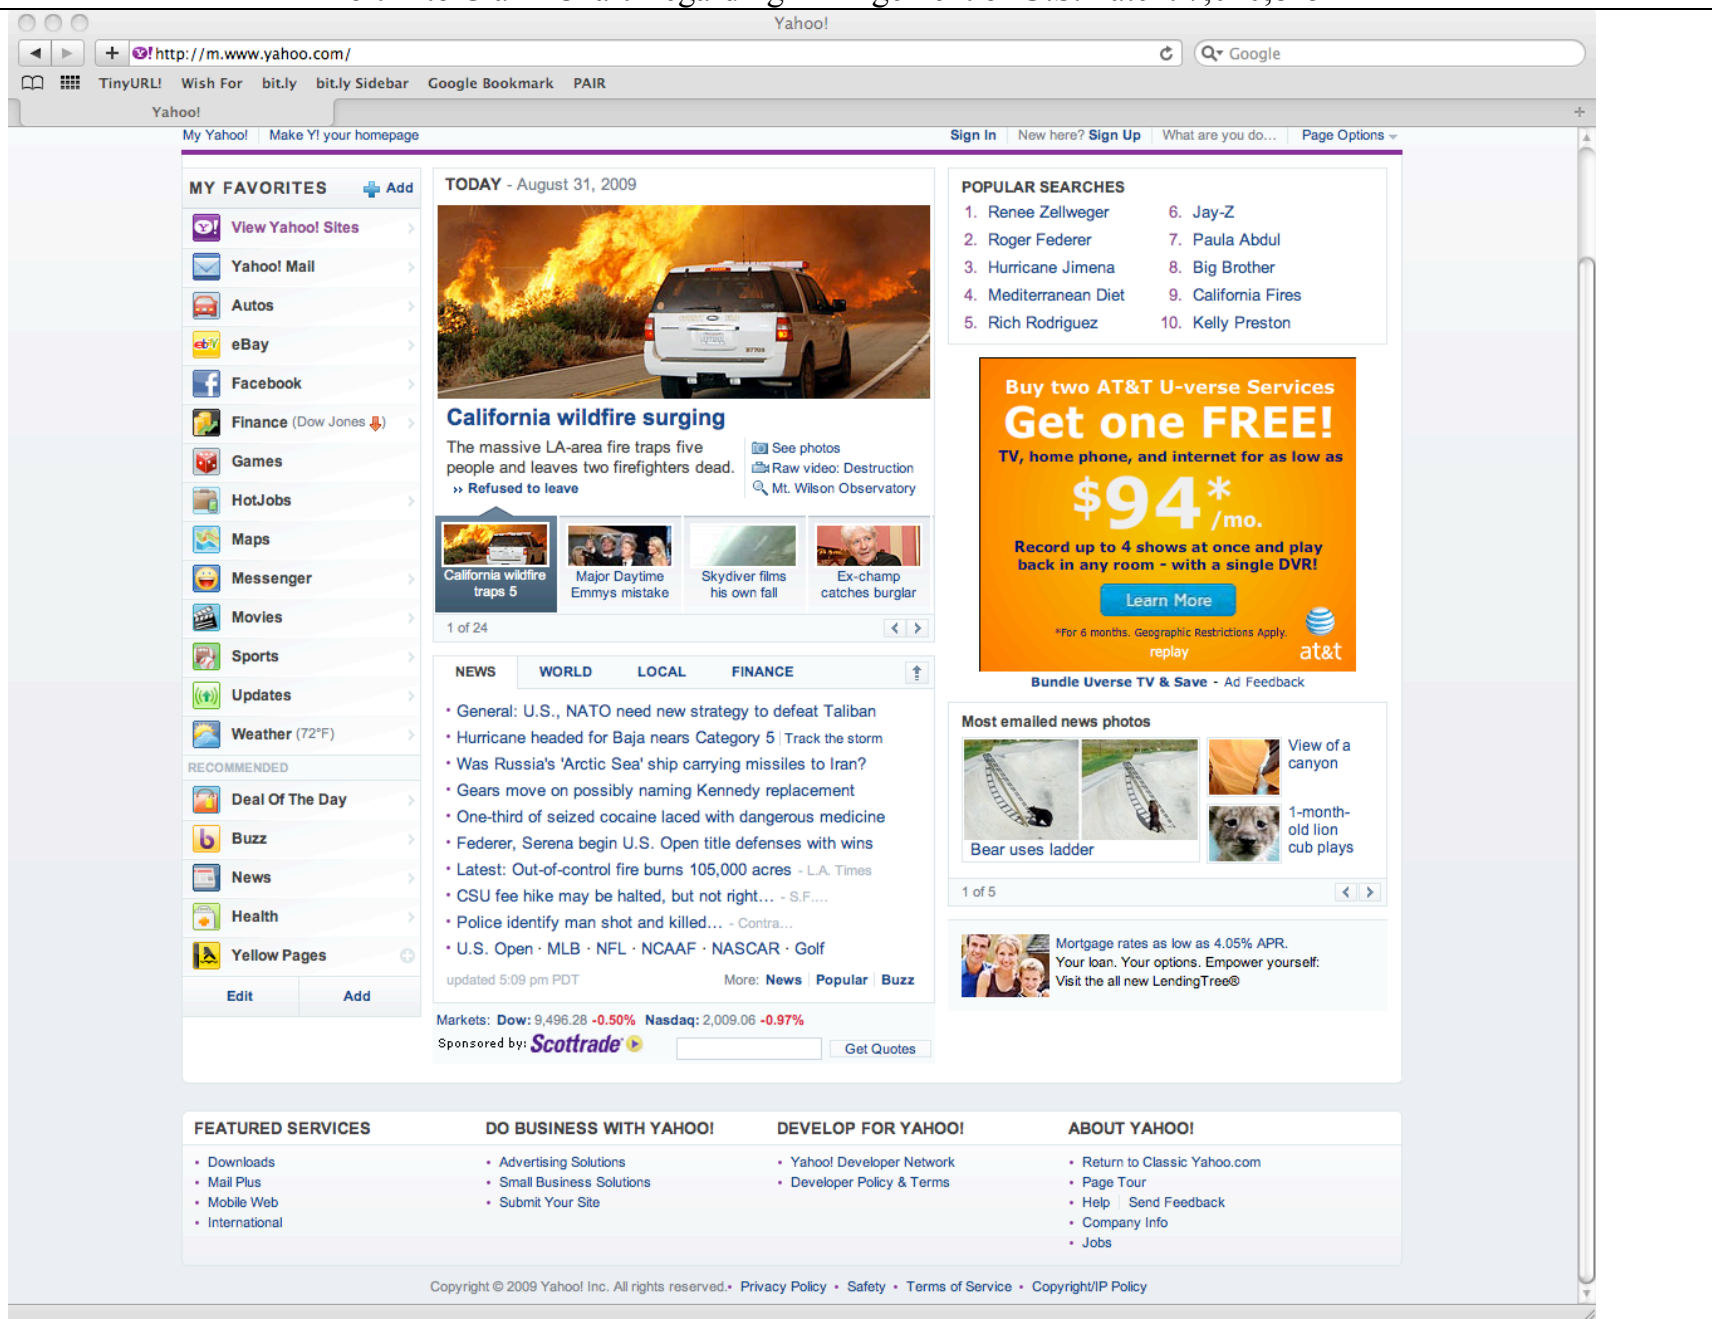 Yahoo!
http://m.www.yahoo.com/
Google
TinyURL! Wish For bit.ly bit.ly Sidebar Google Bookmark PAIR
Yahoo!
My Yahoo! Make Y! your homepage
Sign In New here? Sign Up What are you do... Page Options
MY FAVORITES Add
View Yahoo! Sites
Yahoo! Mail
Autos
eBay
Facebook
Finance (Dow Jones )
Games
HotJobs
Maps
Messenger
Movies
Sports
Updates
Weather (72°F)
RECOMMENDED
Deal Of The Day
Buzz
News
Health
Yellow Pages
Edit Add
TODAY - August 31, 2009
California wildfire surging
The massive LA-area fire traps five
people and leaves two firefighters dead.
» Refused to leave
See photos
Raw video: Destruction
Mt. Wilson Observatory
California wildfire
traps 5
Major Daytime
Emmys mistake
Skydiver films
his own fall
Ex-champ
catches burglar
1 of 24
NEWS WORLD LOCAL FINANCE
• General: U.S., NATO need new strategy to defeat Taliban
• Hurricane headed for Baja nears Category 5 | Track the storm
• Was Russia's 'Arctic Sea' ship carrying missiles to Iran?
• Gears move on possibly naming Kennedy replacement
• One-third of seized cocaine laced with dangerous medicine
• Federer, Serena begin U.S. Open title defenses with wins
• Latest: Out-of-control fire burns 105,000 acres - L.A. Times
• CSU fee hike may be halted, but not right... - S.F....
• Police identify man shot and killed... - Contra...
• U.S. Open · MLB · NFL · NCAAF · NASCAR · Golf
updated 5:09 pm PDT More: News | Popular | Buzz
Markets: Dow: 9,496.28 -0.50% Nasdaq: 2,009.06 -0.97%
Sponsored by: Scottrade Get Quotes
POPULAR SEARCHES
1. Renee Zellweger
2. Roger Federer
3. Hurricane Jimena
4. Mediterranean Diet
5. Rich Rodriguez
6. Jay-Z
7. Paula Abdul
8. Big Brother
9. California Fires
10. Kelly Preston
Buy two AT&T U-verse Services
Get one FREE!
TV, home phone, and internet for as low as
$94*/mo.
Record up to 4 shows at once and play
back in any room - with a single DVR!
Learn More
*For 6 months. Geographic Restrictions Apply.
replay
at&t
Bundle Uverse TV & Save - Ad Feedback
Most emailed news photos
Bear uses ladder
View of a
canyon
1-month-
old lion
cub plays
1 of 5
Mortgage rates as low as 4.05% APR.
Your loan. Your options. Empower yourself:
Visit the all new LendingTree®
FEATURED SERVICES
• Downloads
• Mail Plus
• Mobile Web
• International
DO BUSINESS WITH YAHOO!
• Advertising Solutions
• Small Business Solutions
• Submit Your Site
DEVELOP FOR YAHOO!
• Yahoo! Developer Network
• Developer Policy & Terms
ABOUT YAHOO!
• Return to Classic Yahoo.com
• Page Tour
• Help | Send Feedback
• Company Info
• Jobs
Copyright © 2009 Yahoo! Inc. All rights reserved.• Privacy Policy • Safety • Terms of Service • Copyright/IP Policy